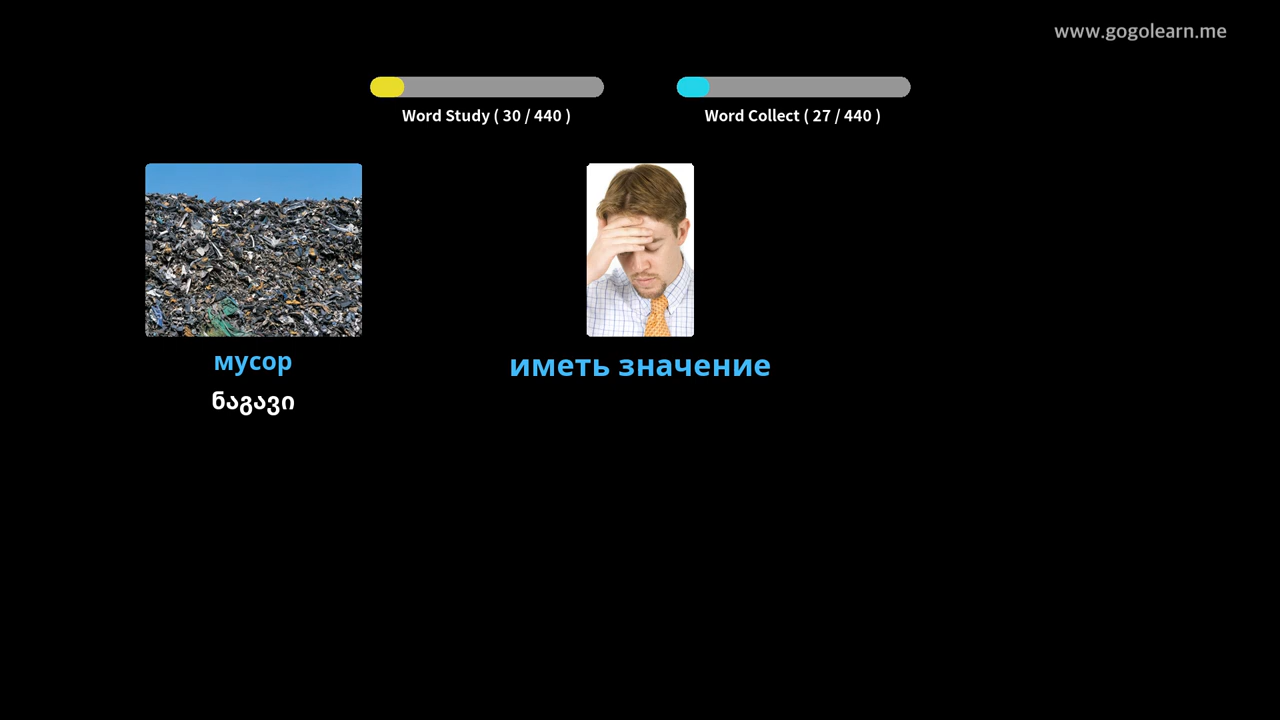 www.gogolearn.me
Word Study ( 30 / 440 )
Word Collect ( 27 / 440 )
мусор
ნაგავი
иметь значение